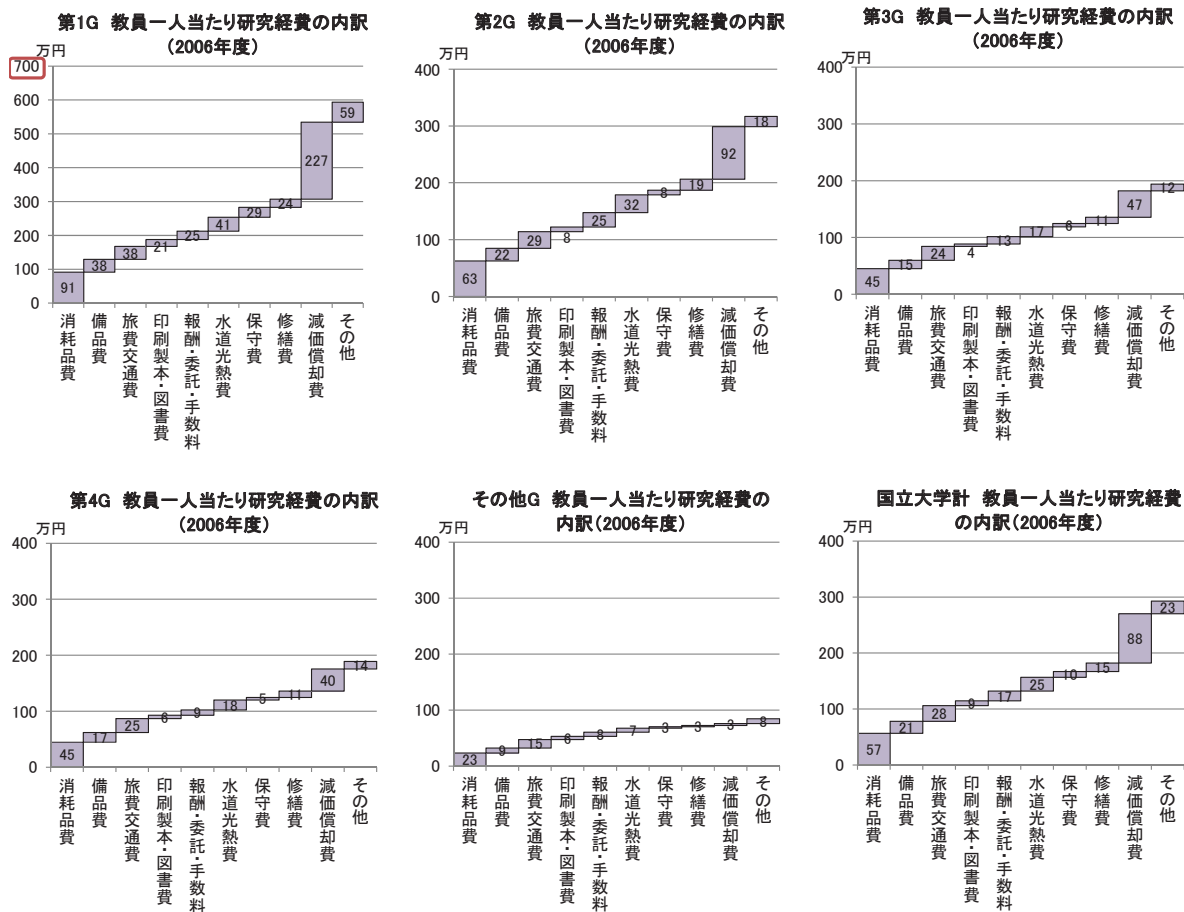 第1G 教員一人当たり研究経費の内訳
(2006年度)
万円
700
600
500
400
300
200
100
0
91
38
38
21
25
41
29
24
227
59
消耗品費
備品費
旅費交通費
印刷製本・図書費
報酬・委託・手数料
水道光熱費
保守費
修繕費
減価償却費
その他
第2G 教員一人当たり研究経費の内訳
(2006年度)
万円
400
300
200
100
0
63
22
29
8
25
32
8
19
92
18
消耗品費
備品費
旅費交通費
印刷製本・図書費
報酬・委託・手数料
水道光熱費
保守費
修繕費
減価償却費
その他
第3G 教員一人当たり研究経費の内訳
(2006年度)
万円
400
300
200
100
0
45
15
24
4
13
17
6
11
47
12
消耗品費
備品費
旅費交通費
印刷製本・図書費
報酬・委託・手数料
水道光熱費
保守費
修繕費
減価償却費
その他
第4G 教員一人当たり研究経費の内訳
(2006年度)
万円
400
300
200
100
0
45
17
25
6
9
18
5
11
40
14
消耗品費
備品費
旅費交通費
印刷製本・図書費
報酬・委託・手数料
水道光熱費
保守費
修繕費
減価償却費
その他
その他G 教員一人当たり研究経費の
内訳(2006年度)
万円
400
300
200
100
0
23
9
15
6
8
7
3
3
3
8
消耗品費
備品費
旅費交通費
印刷製本・図書費
報酬・委託・手数料
水道光熱費
保守費
修繕費
減価償却費
その他
国立大学計 教員一人当たり研究経費
の内訳(2006年度)
万円
400
300
200
100
0
57
21
28
9
17
25
10
15
88
23
消耗品費
備品費
旅費交通費
印刷製本・図書費
報酬・委託・手数料
水道光熱費
保守費
修繕費
減価償却費
その他